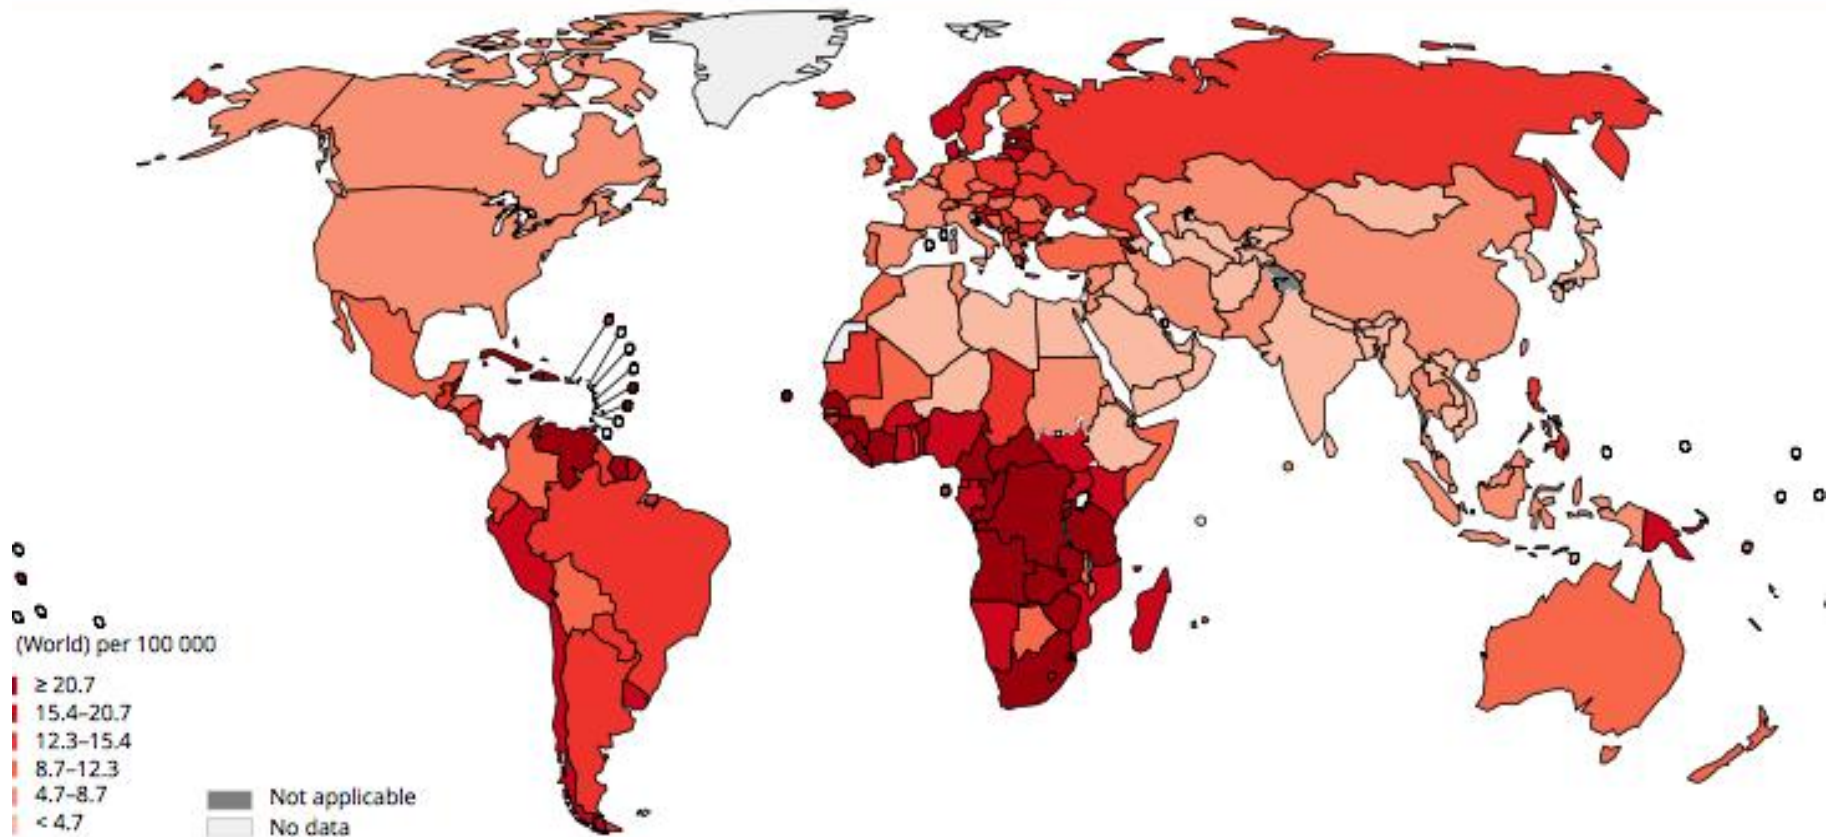 (World) per 100 000
≥ 20.7
15.4–20.7
12.3–15.4
8.7–12.3
4.7–8.7
< 4.7
Not applicable
No data